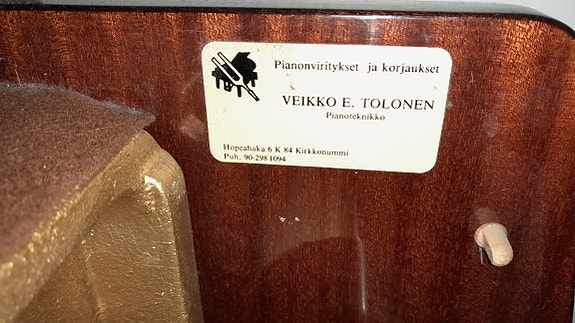 Pianonviritykset ja korjaukset
VEIKKO E. TOLONEN
Pianoteknikko
Hopeahaka 6 K 84 Kirkkonummi
Puh. 90-298 1094